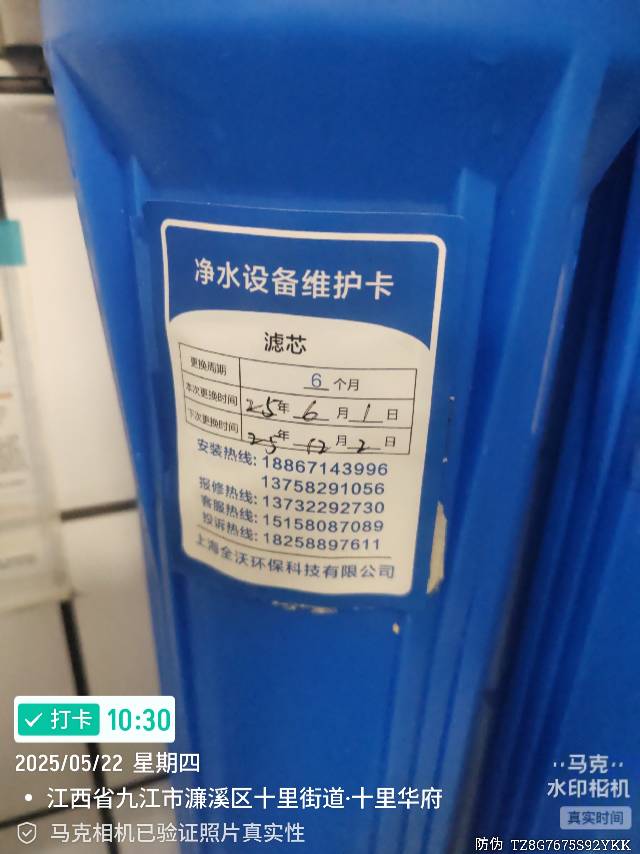 净水设备维护卡
滤芯
更换周期 6 个月
本次更换时间 25年 6 月 1 日
下次更换时间 25年 12 月 2 日
安装热线: 18867143996
13758291056
报修热线: 13732292730
客服热线: 15158087089
投诉热线: 18258897611
上海全沃环保科技有限公司
打卡 10:30
2025/05/22 星期四
江西省九江市濂溪区十里街道·十里华府
马克相机已验证照片真实性
马克
水印相机
真实时间
防伪 TZ8G7675S92YKK